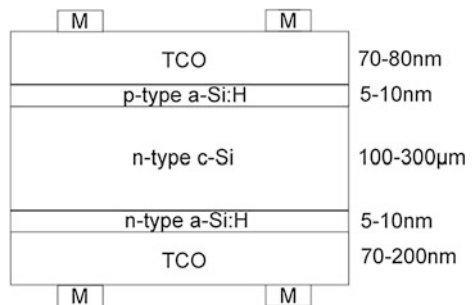 M M
TCO 70-80nm
p-type a-Si:H 5-10nm
n-type c-Si 100-300µm
n-type a-Si:H 5-10nm
TCO 70-200nm
M M